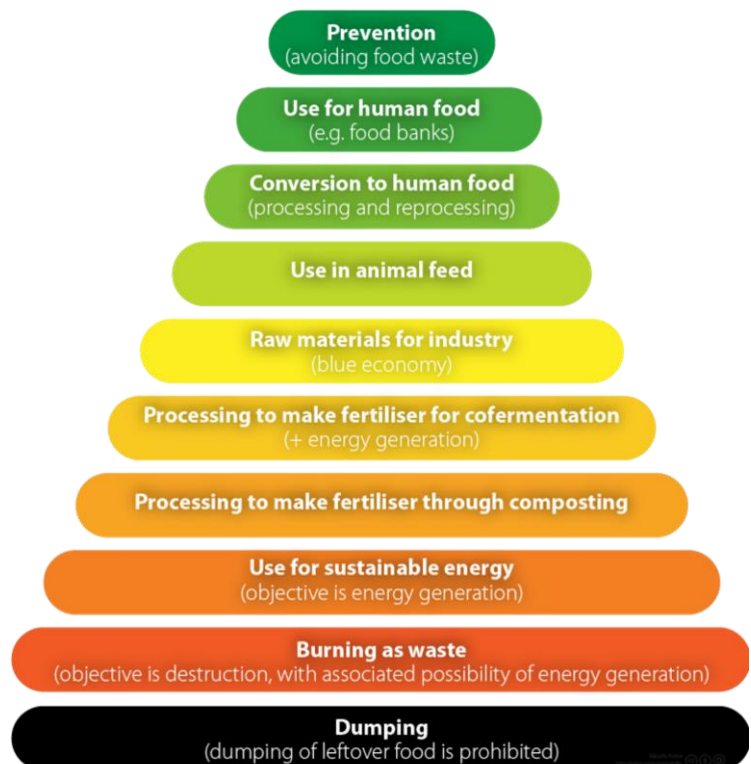 Prevention
(avoiding food waste)
Use for human food
(e.g. food banks)
Conversion to human food
(processing and reprocessing)
Use in animal feed
Raw materials for industry
(blue economy)
Processing to make fertiliser for cofermentation
(+ energy generation)
Processing to make fertiliser through composting
Use for sustainable energy
(objective is energy generation)
Burning as waste
(objective is destruction, with associated possibility of energy generation)
Dumping
(dumping of leftover food is prohibited)